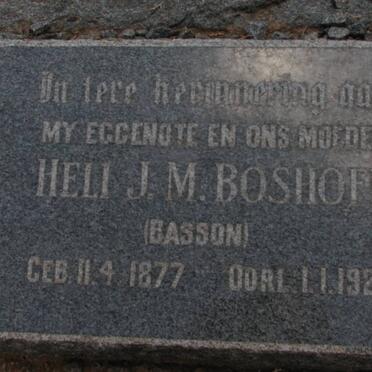 In tere herinnering aa
MY EGGENOTE EN ONS MOEDE
HELI J. M. BOSHOF
(BASSON)
GEB. 11.4.1877 OORL. 1.1.192